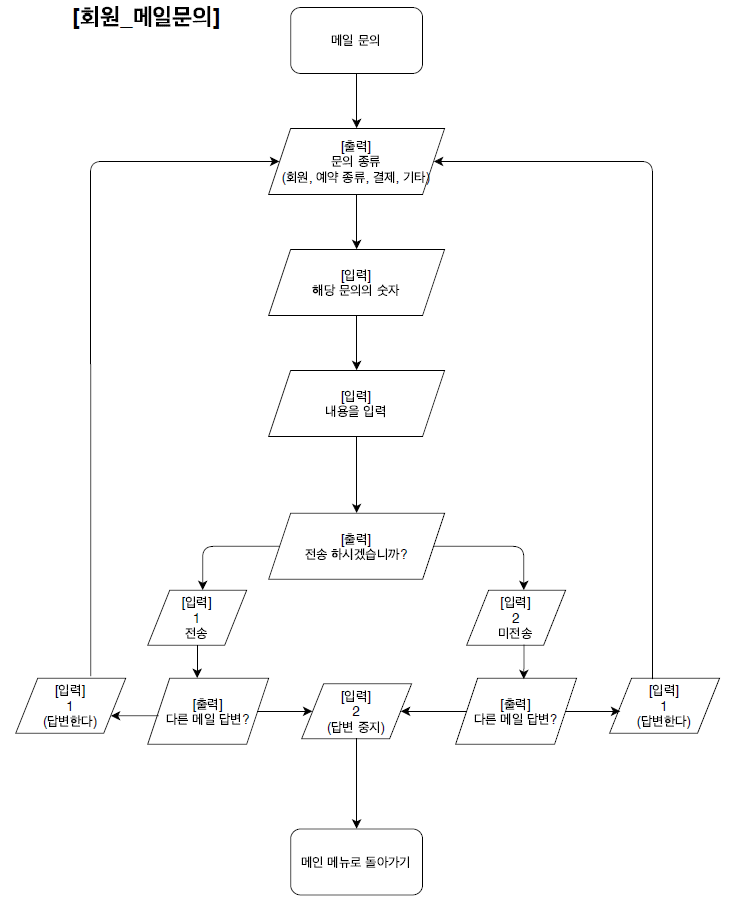 [회원_메일문의]
메일 문의
[출력]
문의 종류
(회원, 예약 종류, 결제, 기타)
[입력]
해당 문의의 숫자
[입력]
내용을 입력
[출력]
전송 하시겠습니까?
[입력]
1
전송
[입력]
2
미전송
[입력]
1
(답변한다)
[출력]
다른 메일 답변?
[입력]
2
(답변 중지)
[출력]
다른 메일 답변?
[입력]
1
(답변한다)
메인 메뉴로 돌아가기